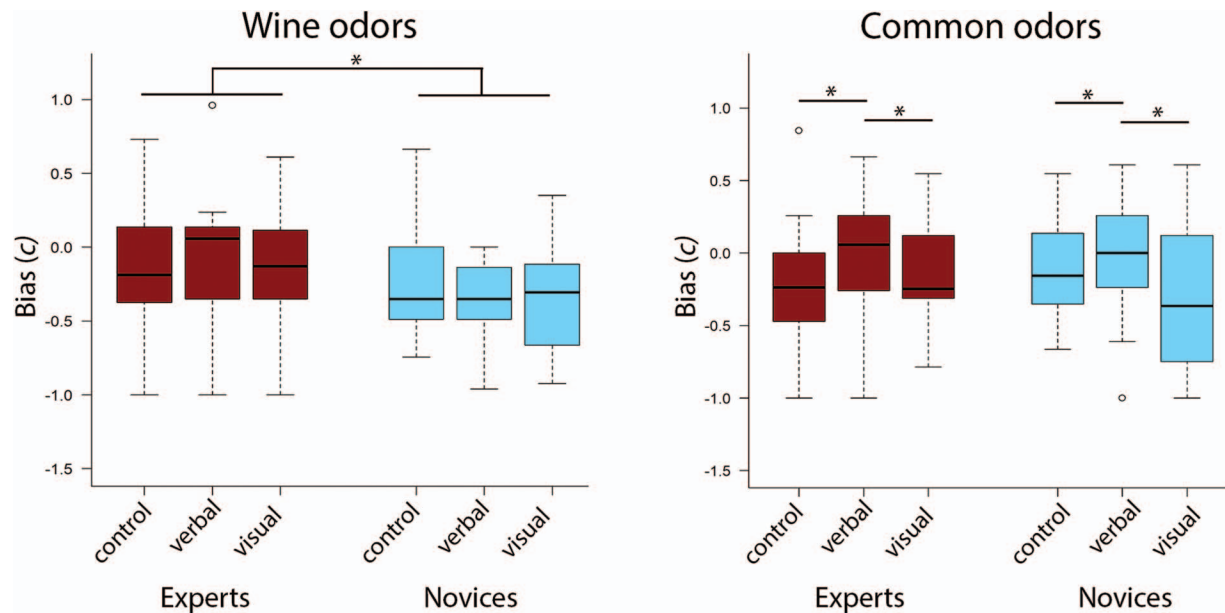 Wine odors
Common odors
*
* * * *
Bias (c)
1.0
0.5
0.0
-0.5
-1.0
-1.5
control verbal visual control verbal visual
Experts Novices
Bias (c)
1.0
0.5
0.0
-0.5
-1.0
-1.5
control verbal visual control verbal visual
Experts Novices